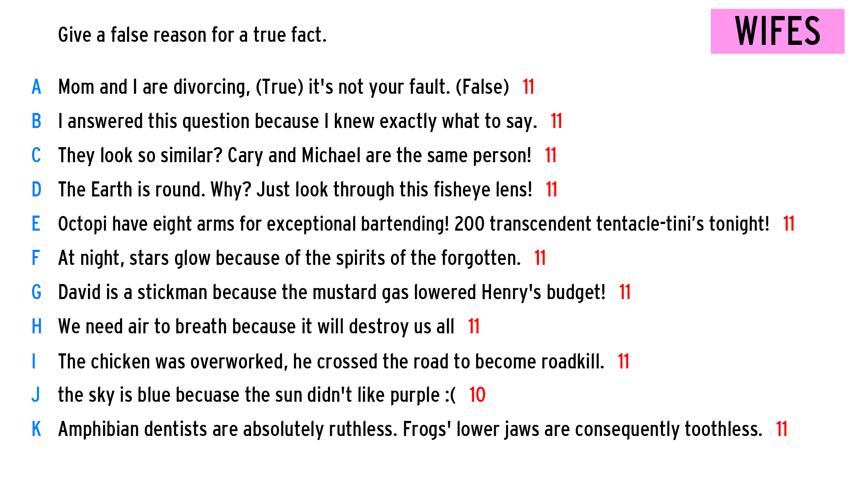 Give a false reason for a true fact.
WIFES
A Mom and I are divorcing, (True) it's not your fault. (False) 11
B I answered this question because I knew exactly what to say. 11
C They look so similar? Cary and Michael are the same person! 11
D The Earth is round. Why? Just look through this fisheye lens! 11
E Octopi have eight arms for exceptional bartending! 200 transcendent tentacle-tini’s tonight! 11
F At night, stars glow because of the spirits of the forgotten. 11
G David is a stickman because the mustard gas lowered Henry's budget! 11
H We need air to breath because it will destroy us all 11
I The chicken was overworked, he crossed the road to become roadkill. 11
J the sky is blue becuase the sun didn't like purple :( 10
K Amphibian dentists are absolutely ruthless. Frogs' lower jaws are consequently toothless. 11